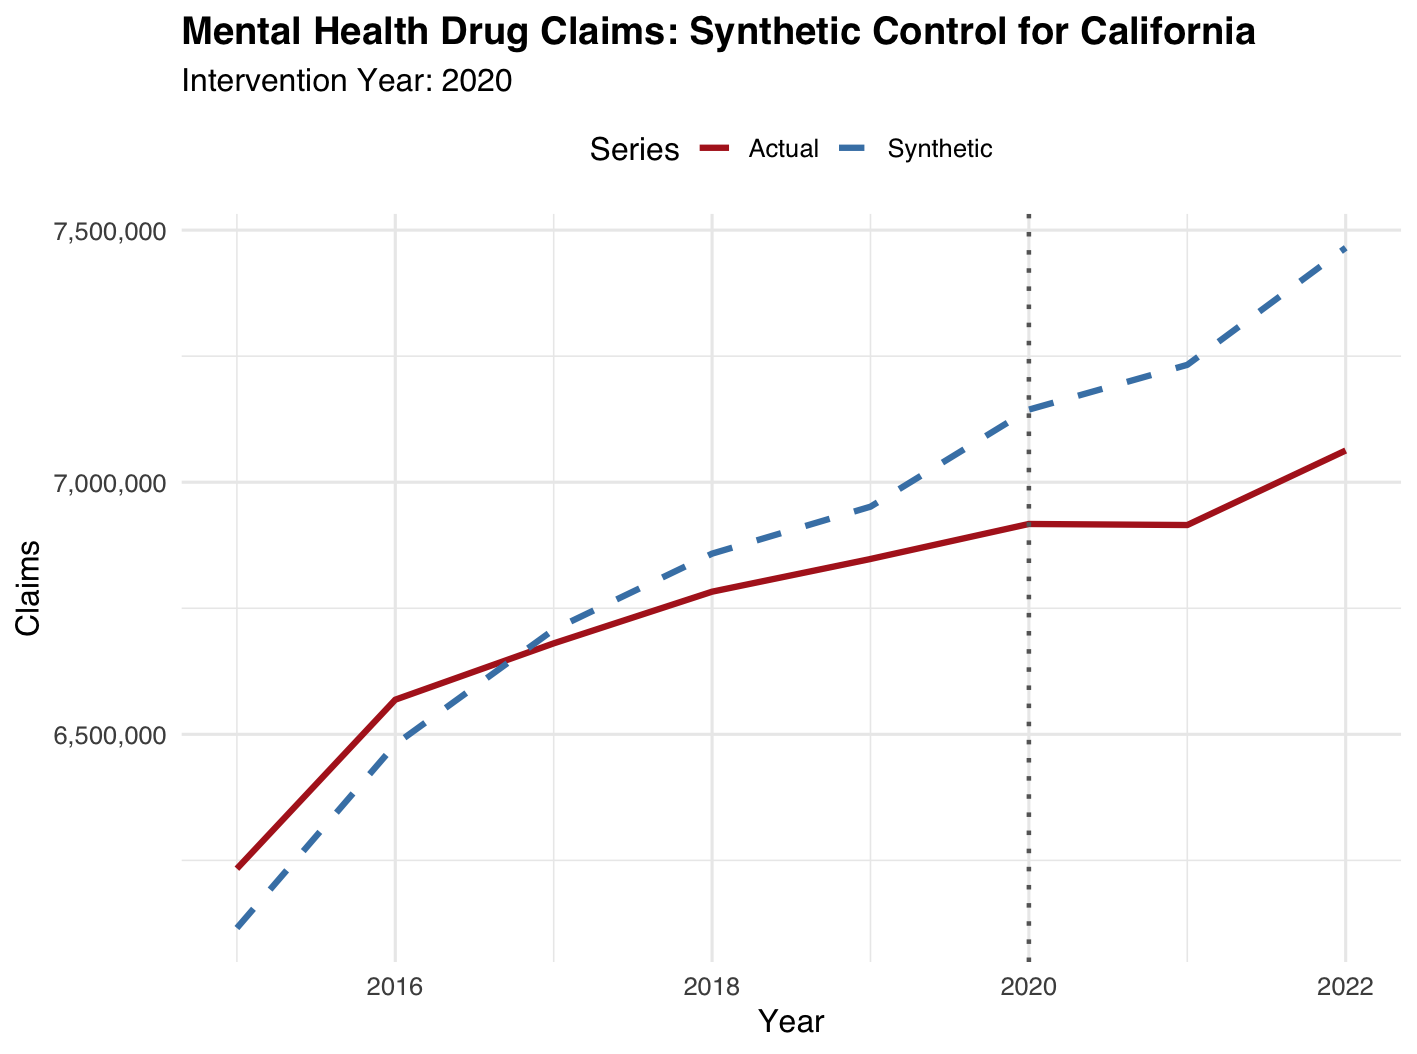 Mental Health Drug Claims: Synthetic Control for California
Intervention Year: 2020
Series Actual Synthetic
7,500,000
7,000,000
6,500,000
Claims
2016 2018 2020 2022
Year